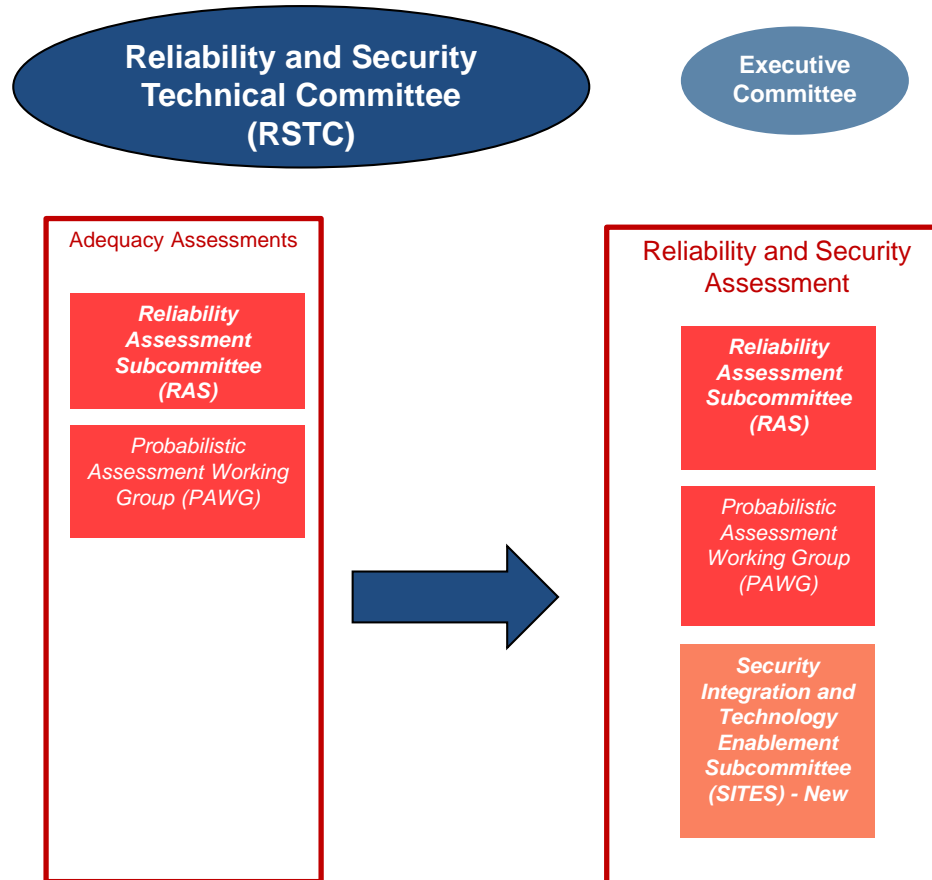 Reliability and Security
Technical Committee
(RSTC)
Executive
Committee
Adequacy Assessments
Reliability
Assessment
Subcommittee
(RAS)
Probabilistic
Assessment Working
Group (PAWG)
Reliability and Security
Assessment
Reliability
Assessment
Subcommittee
(RAS)
Probabilistic
Assessment
Working Group
(PAWG)
Security
Integration and
Technology
Enablement
Subcommittee
(SITES) - New